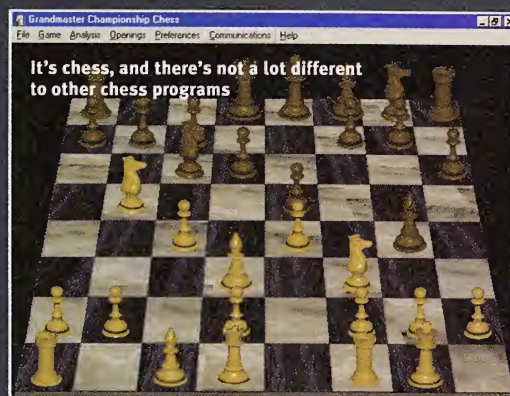 Grandmaster Championship Chess
File Game Analysis Openings Preferences Communications Help
It's chess, and there's not a lot different
to other chess programs